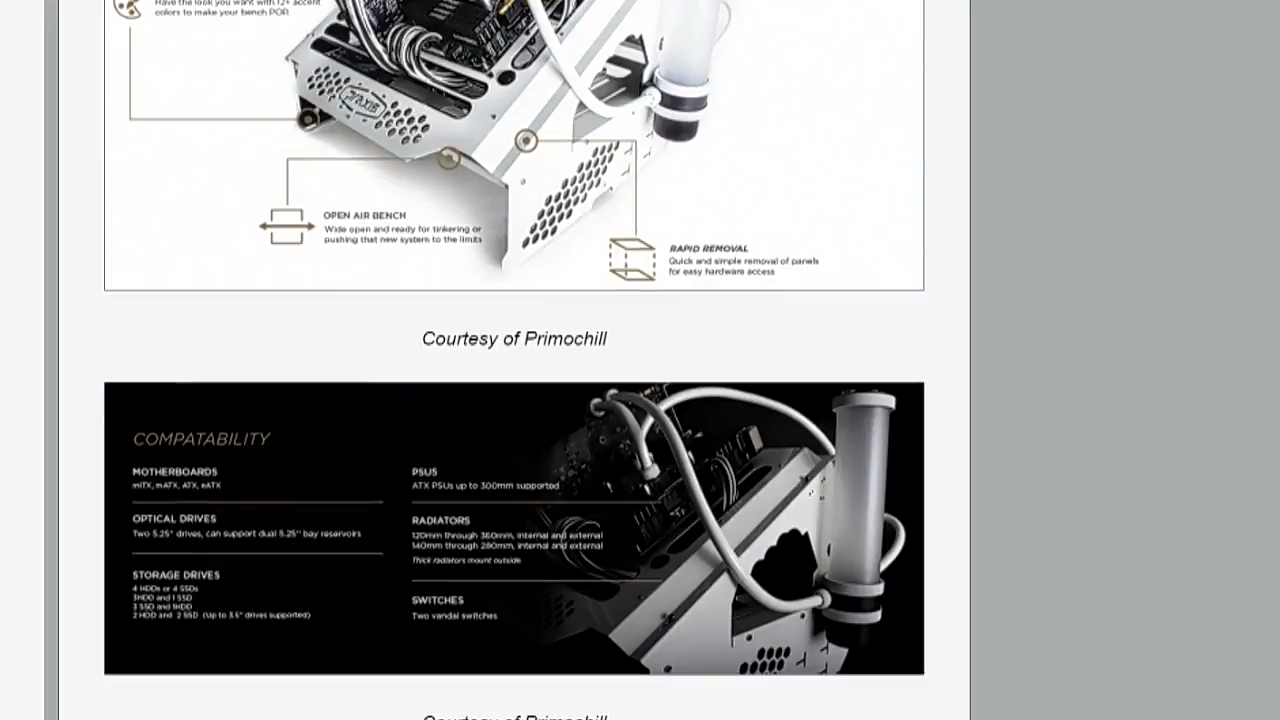 Have the look you want with 12+ accent
colors to make your bench POP.
PRAXIS
OPEN AIR BENCH
Wide open and ready for tinkering or
pushing that new system to the limits
RAPID REMOVAL
Quick and simple removal of panels
for easy hardware access
Courtesy of Primochill
COMPATABILITY
MOTHERBOARDS
mITX, mATX, ATX, eATX
OPTICAL DRIVES
Two 5.25" drives, can support dual 5.25" bay reservoirs
STORAGE DRIVES
4 HDDs or 4 SSDs
3HDD and 1 SSD
3 SSD and 1HDD
2 HDD and 2 SSD (Up to 3.5" drives supported)
PSUS
ATX PSUs up to 300mm supported
RADIATORS
120mm through 360mm, internal and external
140mm through 280mm, internal and external
Thick radiators mount outside
SWITCHES
Two vandal switches
Courtesy of Primochill